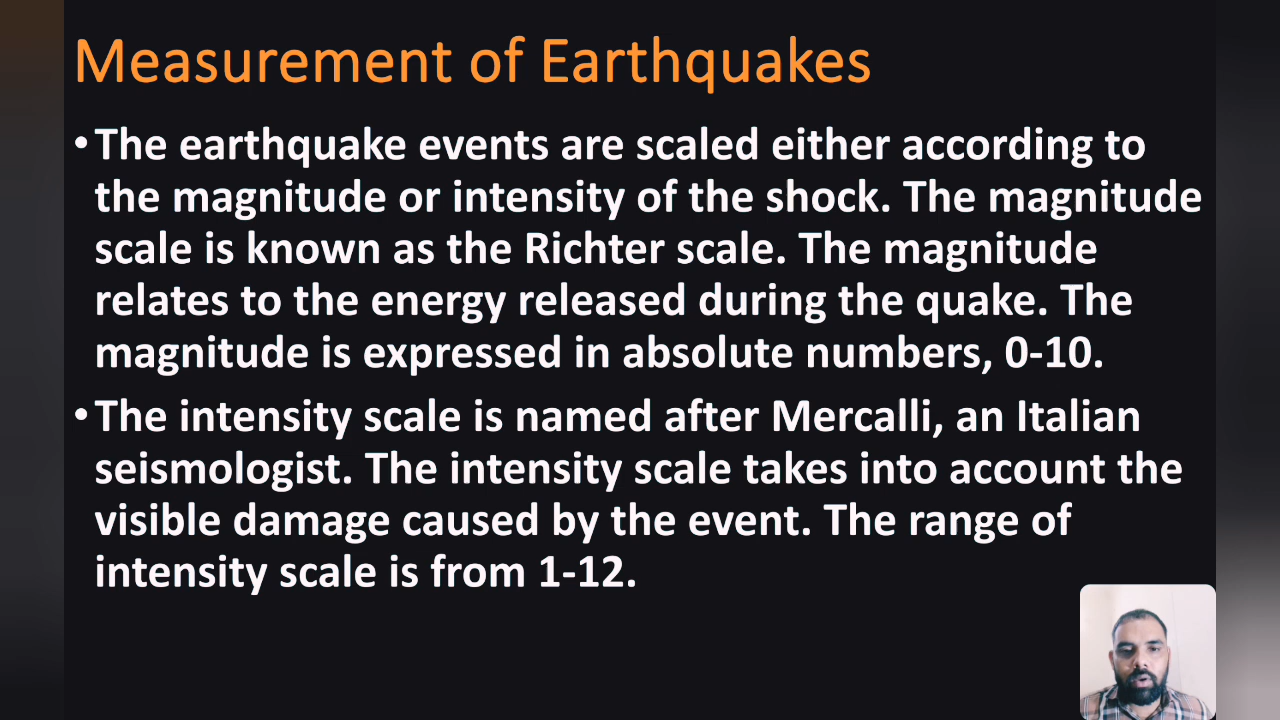 Measurement of Earthquakes
•The earthquake events are scaled either according to
the magnitude or intensity of the shock. The magnitude
scale is known as the Richter scale. The magnitude
relates to the energy released during the quake. The
magnitude is expressed in absolute numbers, 0-10.
•The intensity scale is named after Mercalli, an Italian
seismologist. The intensity scale takes into account the
visible damage caused by the event. The range of
intensity scale is from 1-12.